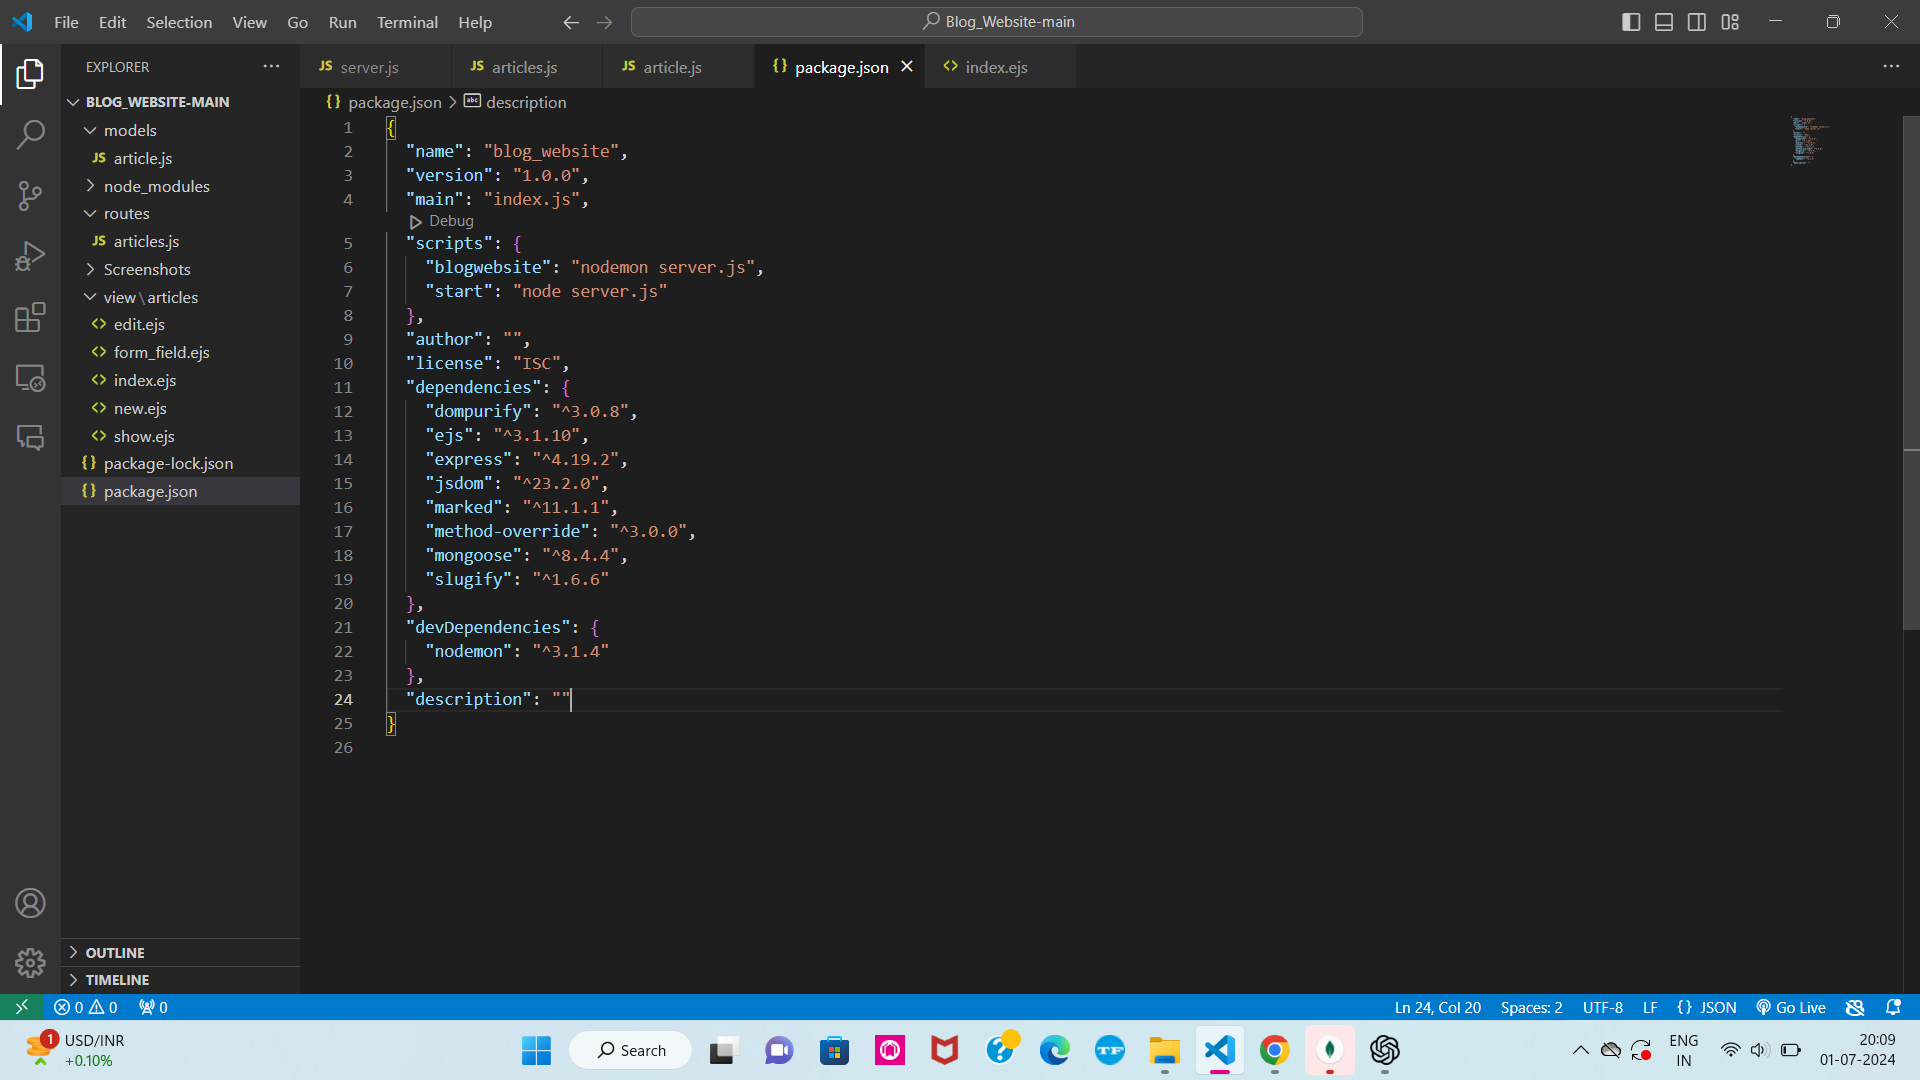 File Edit Selection View Go Run Terminal Help
Blog_Website-main
EXPLORER
BLOG_WEBSITE-MAIN
models
JS article.js
node_modules
routes
JS articles.js
Screenshots
view\articles
<> edit.ejs
<> form_field.ejs
<> index.ejs
<> new.ejs
<> show.ejs
{} package-lock.json
{} package.json
OUTLINE
TIMELINE
JS server.js
JS articles.js
JS article.js
{} package.json
<> index.ejs
{} package.json > abc description
1 {
2 "name": "blog_website",
3 "version": "1.0.0",
4 "main": "index.js",
Debug
5 "scripts": {
6 "blogwebsite": "nodemon server.js",
7 "start": "node server.js"
8 },
9 "author": "",
10 "license": "ISC",
11 "dependencies": {
12 "dompurify": "^3.0.8",
13 "ejs": "^3.1.10",
14 "express": "^4.19.2",
15 "jsdom": "^23.2.0",
16 "marked": "^11.1.1",
17 "method-override": "^3.0.0",
18 "mongoose": "^8.4.4",
19 "slugify": "^1.6.6"
20 },
21 "devDependencies": {
22 "nodemon": "^3.1.4"
23 },
24 "description": ""
25 }
26
0 0 0
Ln 24, Col 20 Spaces: 2 UTF-8 LF {} JSON Go Live
1 USD/INR
+0.10%
Search
TF
ENG
IN
20:09
01-07-2024